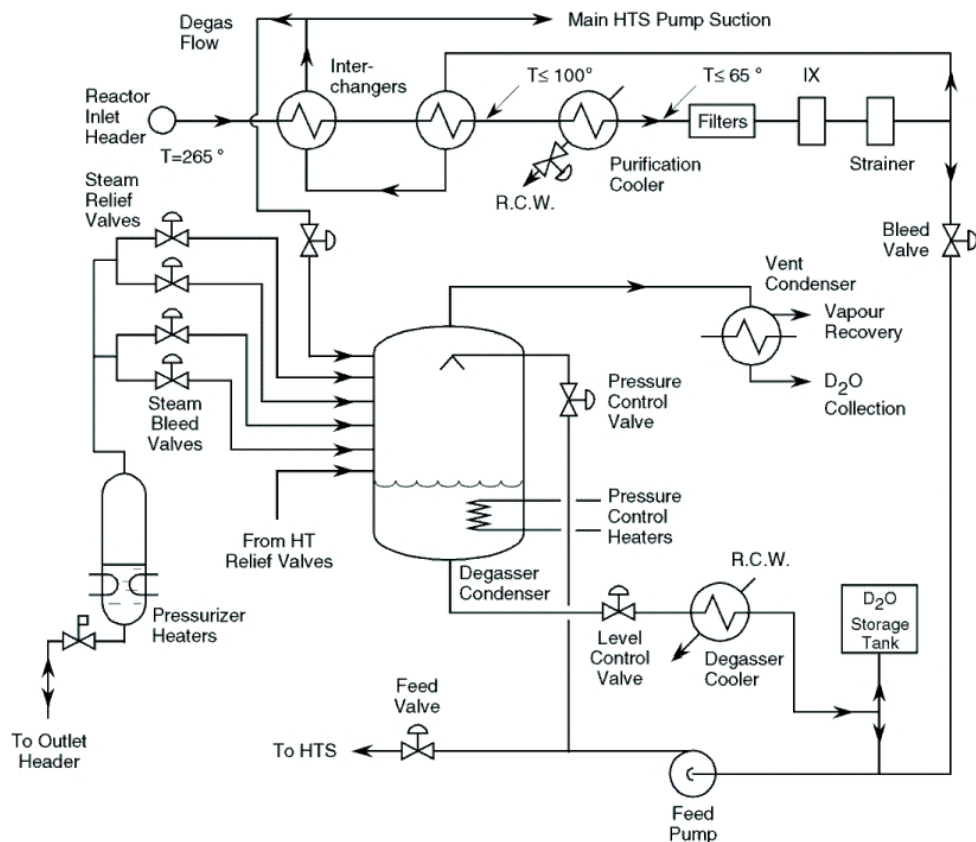 Degas
Flow
Main HTS Pump Suction
Inter-
changers
T≤ 100°
T≤ 65 °
IX
Reactor
Inlet
Header
T=265 °
Filters
Strainer
Purification
Cooler
R.C.W.
Steam
Relief
Valves
Bleed
Valve
Vent
Condenser
Vapour
Recovery
D₂O
Collection
Pressure
Control
Valve
Steam
Bleed
Valves
Pressure
Control
Heaters
From HT
Relief Valves
Degasser
Condenser
R.C.W.
D₂O
Storage
Tank
Pressurizer
Heaters
Level
Control
Valve
Degasser
Cooler
Feed
Valve
To Outlet
Header
To HTS
Feed
Pump